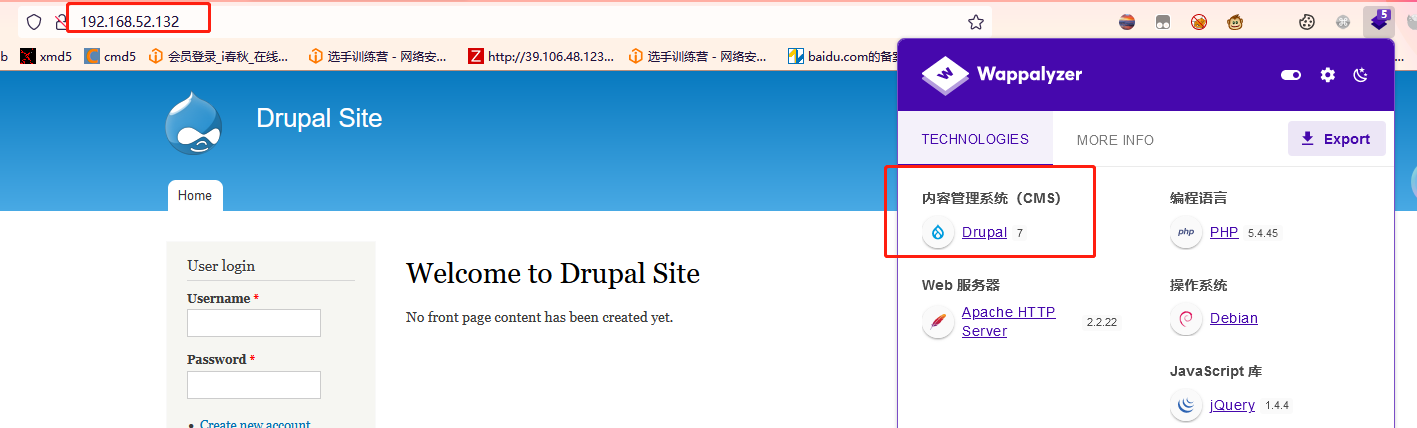 192.168.52.132
5
b xmd5 cmd5 会员登录_i春秋_在线... 选手训练营 - 网络安... http://39.106.48.123... 选手训练营 - 网络安... baidu.com的备案
Wappalyzer
Drupal Site
TECHNOLOGIES MORE INFO Export
Home
内容管理系统（CMS） 编程语言
Drupal 7 PHP 5.4.45
User login
Welcome to Drupal Site
Web 服务器 操作系统
Username *
Apache HTTP Server 2.2.22 Debian
No front page content has been created yet.
Password *
JavaScript 库
jQuery 1.4.4
Create new account